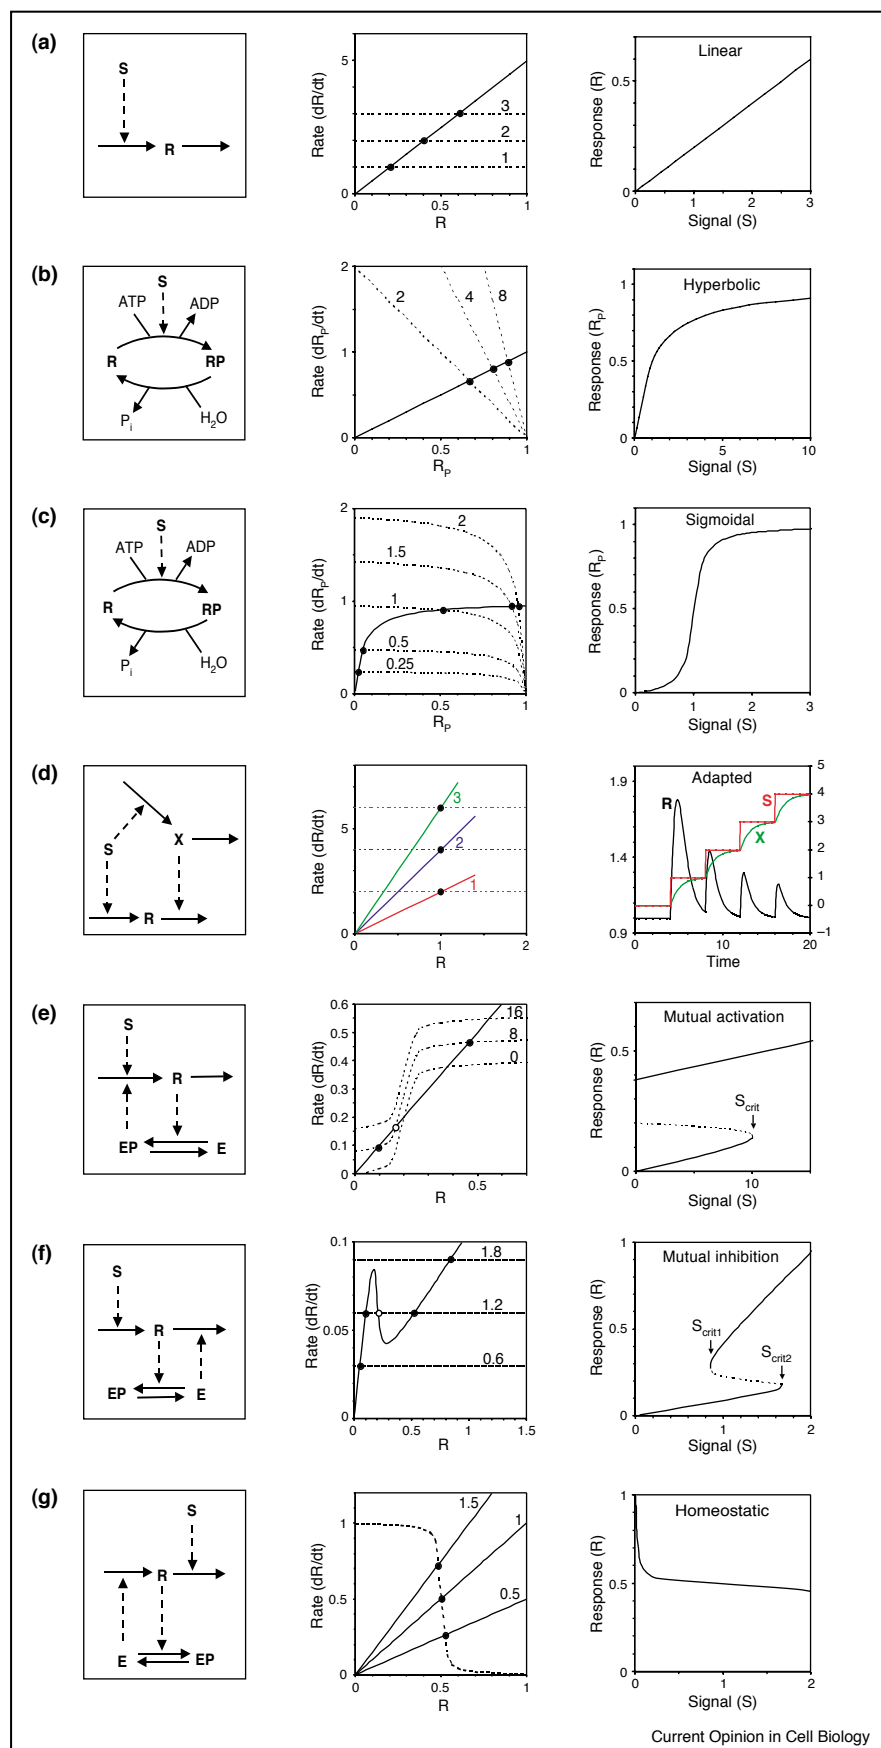 (a)
S
R
Rate (dR/dt)
5
0
3
2
1
0 0.5 1
R
Response (R)
Linear
0.5
0
0 1 2 3
Signal (S)
(b)
S
ATP ADP
R RP
Pi H2O
Rate (dRP/dt)
2
1
0
2 4 8
0 0.5 1
RP
Response (RP)
Hyperbolic
1
0.5
0
0 5 10
Signal (S)
(c)
S
ATP ADP
R RP
Pi H2O
Rate (dRP/dt)
2
1
0
2
1.5
1
0.5
0.25
0 0.5 1
RP
Response (RP)
Sigmoidal
1
0.5
0
0 1 2 3
Signal (S)
(d)
S X
R
Rate (dR/dt)
5
0
3
2
1
0 1 2
R
Adapted
1.9
1.4
0.9
R S X
5
4
3
2
1
0
–1
0 10 20
Time
(e)
S
R
EP E
Rate (dR/dt)
0.6
0.5
0.4
0.3
0.2
0.1
0
16
8
0
0 0.5
R
Response (R)
Mutual activation
0.5
0
Scrit
0 10
Signal (S)
(f)
S
R
EP E
Rate (dR/dt)
0.1
0.05
0
1.8
1.2
0.6
0 0.5 1 1.5
R
Response (R)
Mutual inhibition
1
0.5
0
Scrit1
Scrit2
0 1 2
Signal (S)
(g)
S
R
E EP
Rate (dR/dt)
1
0.5
0
1.5
1
0.5
0 0.5 1
R
Response (R)
Homeostatic
1
0.5
0
0 1 2
Signal (S)
Current Opinion in Cell Biology